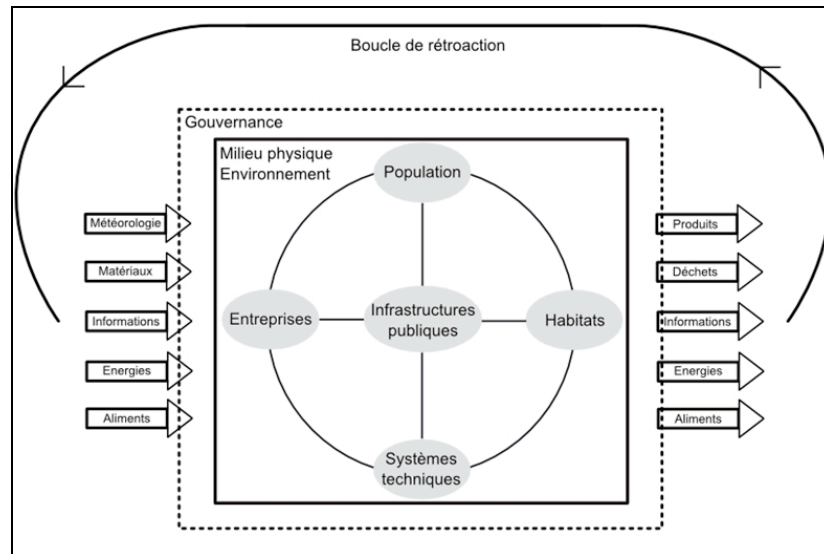 Boucle de rétroaction
Gouvernance
Milieu physique
Environnement
Population
Météorologie
Matériaux
Informations
Energies
Aliments
Entreprises
Infrastructures
publiques
Habitats
Systèmes
techniques
Produits
Déchets
Informations
Energies
Aliments